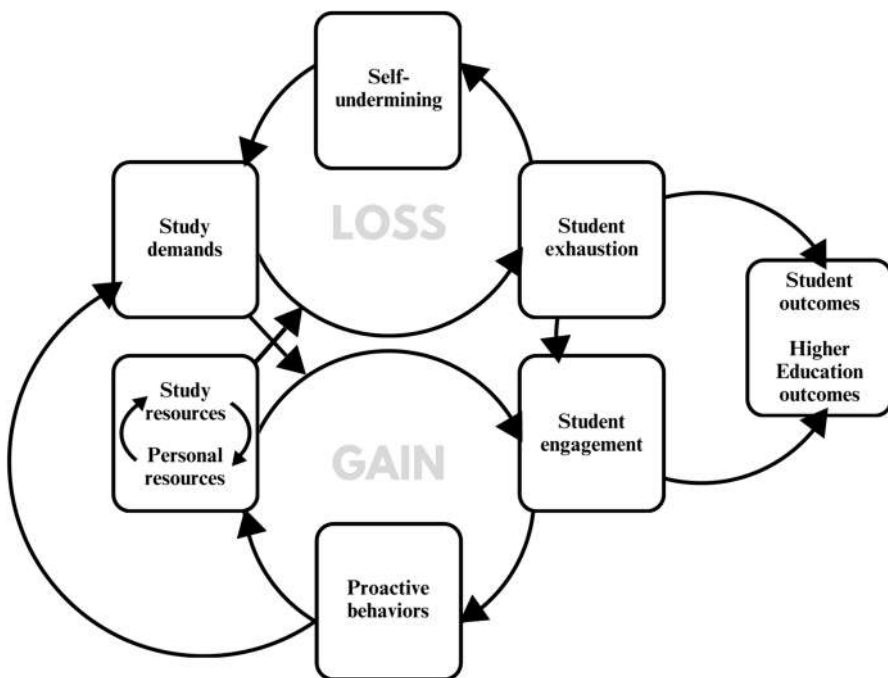 Self-
undermining
LOSS
Study
demands
Student
exhaustion
Student
outcomes
Higher
Education
outcomes
Study
resources
Personal
resources
GAIN
Student
engagement
Proactive
behaviors